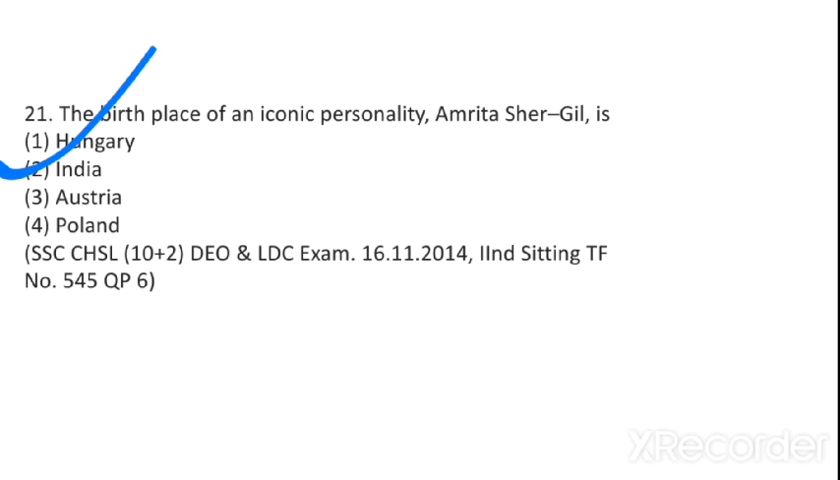 21. The birth place of an iconic personality, Amrita Sher–Gil, is
(1) Hungary
(2) India
(3) Austria
(4) Poland
(SSC CHSL (10+2) DEO & LDC Exam. 16.11.2014, IInd Sitting TF
No. 545 QP 6)
XRecorder